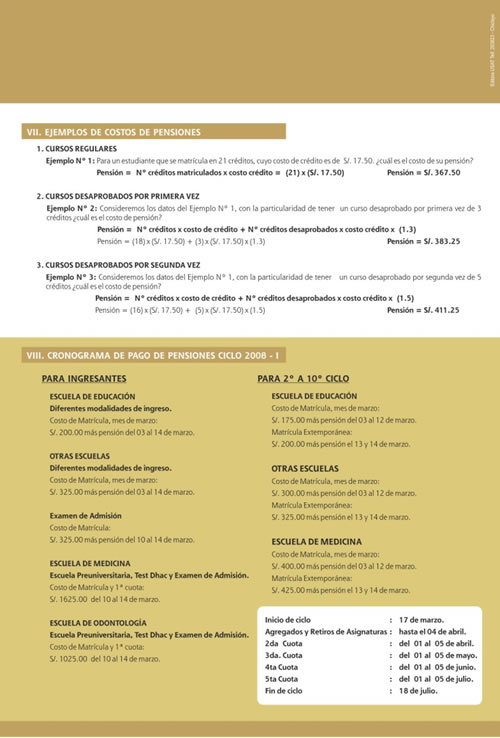 Editora USAT Telf. 201623 - Chiclayo
VII. EJEMPLOS DE COSTOS DE PENSIONES
1. CURSOS REGULARES
Ejemplo Nº 1: Para un estudiante que se matrícula en 21 créditos, cuyo costo de crédito es de S/. 17.50. ¿cuál es el costo de su pensión?
Pensión = Nº créditos matriculados x costo crédito = (21) x (S/. 17.50) Pensión = S/. 367.50
2. CURSOS DESAPROBADOS POR PRIMERA VEZ
Ejemplo Nº 2: Consideremos los datos del Ejemplo Nº 1, con la particularidad de tener un curso desaprobado por primera vez de 3
créditos ¿cuál es el costo de pensión?
Pensión = Nº créditos x costo de crédito + Nº créditos desaprobados x costo crédito x (1.3)
Pensión = (18) x (S/. 17.50) + (3) x (S/. 17.50) x (1.3) Pensión = S/. 383.25
3. CURSOS DESAPROBADOS POR SEGUNDA VEZ
Ejemplo Nº 3: Consideremos los datos del Ejemplo Nº 1, con la particularidad de tener un curso desaprobado por segunda vez de 5
créditos ¿cuál es el costo de pensión?
Pensión = Nº créditos x costo de crédito + Nº créditos desaprobados x costo crédito x (1.5)
Pensión = (16) x (S/. 17.50) + (5) x (S/. 17.50) x (1.5) Pensión = S/. 411.25
VIII. CRONOGRAMA DE PAGO DE PENSIONES CICLO 2008 - I
PARA INGRESANTES
ESCUELA DE EDUCACIÓN
Diferentes modalidades de ingreso.
Costo de Matrícula, mes de marzo:
S/. 200.00 más pensión del 03 al 14 de marzo.
OTRAS ESCUELAS
Diferentes modalidades de ingreso.
Costo de Matrícula, mes de marzo:
S/. 325.00 más pensión del 03 al 14 de marzo.
Examen de Admisión
Costo de Matrícula:
S/. 325.00 más pensión del 10 al 14 de marzo.
ESCUELA DE MEDICINA
Escuela Preuniversitaria, Test Dhac y Examen de Admisión.
Costo de Matrícula y 1ª cuota:
S/. 1625.00 del 10 al 14 de marzo.
ESCUELA DE ODONTOLOGÍA
Escuela Preuniversitaria, Test Dhac y Examen de Admisión.
Costo de Matrícula y 1ª cuota:
S/. 1025.00 del 10 al 14 de marzo.
PARA 2º A 10º CICLO
ESCUELA DE EDUCACIÓN
Costo de Matrícula, mes de marzo:
S/. 175.00 más pensión del 03 al 12 de marzo.
Matrícula Extemporánea:
S/. 200.00 más pensión el 13 y 14 de marzo.
OTRAS ESCUELAS
Costo de Matrícula, mes de marzo:
S/. 300.00 más pensión del 03 al 12 de marzo.
Matrícula Extemporánea:
S/. 325.00 más pensión el 13 y 14 de marzo.
ESCUELA DE MEDICINA
Costo de Matrícula, mes de marzo:
S/. 400.00 más pensión del 03 al 12 de marzo.
Matrícula Extemporánea:
S/. 425.00 más pensión el 13 y 14 de marzo.
Inicio de ciclo : 17 de marzo.
Agregados y Retiros de Asignaturas : hasta el 04 de abril.
2da Cuota : del 01 al 05 de abril.
3da. Cuota : del 01 al 05 de mayo.
4ta Cuota : del 01 al 05 de junio.
5ta Cuota : del 01 al 05 de julio.
Fin de ciclo : 18 de julio.